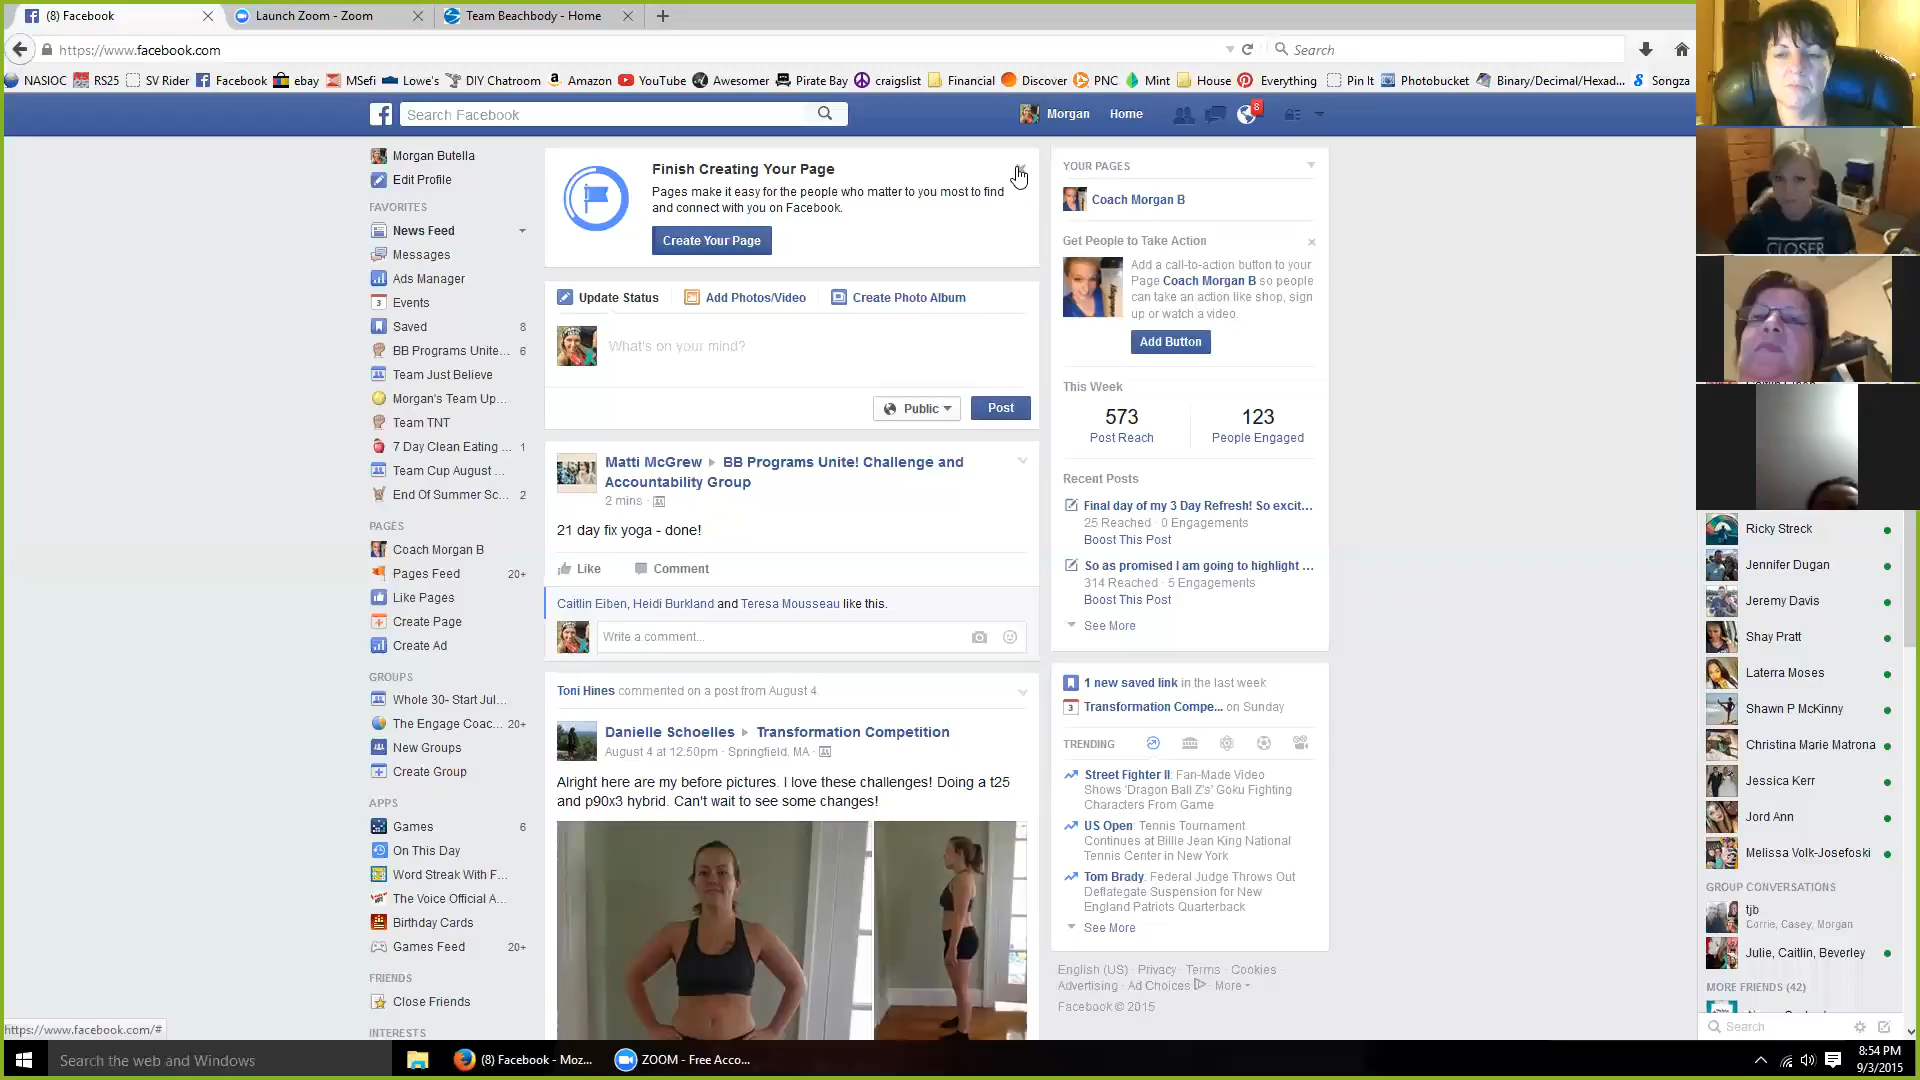 (8) Facebook
Launch Zoom - Zoom
Team Beachbody - Home
https://www.facebook.com
Search
NASIOC
RS25
SV Rider
Facebook
ebay
MSefi
Lowe's
DIY Chatroom
Amazon
YouTube
Awesomer
Pirate Bay
craigslist
Financial
Discover
PNC
Mint
House
Everything
Pin It
Photobucket
Binary/Decimal/Hexad...
Songza
Search Facebook
Morgan
Home
8
Morgan Butella
Edit Profile
FAVORITES
News Feed
Messages
Ads Manager
Events
Saved 8
BB Programs Unite... 6
Team Just Believe
Morgan's Team Up...
Team TNT
7 Day Clean Eating ... 1
Team Cup August ...
End Of Summer Sc... 2
PAGES
Coach Morgan B
Pages Feed 20+
Like Pages
Create Page
Create Ad
GROUPS
Whole 30- Start Jul...
The Engage Coac... 20+
New Groups
Create Group
APPS
Games 6
On This Day
Word Streak With F...
The Voice Official A...
Birthday Cards
Games Feed 20+
FRIENDS
Close Friends
INTERESTS
https://www.facebook.com/#
Finish Creating Your Page
Pages make it easy for the people who matter to you most to find
and connect with you on Facebook.
Create Your Page
Update Status
Add Photos/Video
Create Photo Album
What's on your mind?
Public
Post
Matti McGrew ▸ BB Programs Unite! Challenge and
Accountability Group
2 mins ·
21 day fix yoga - done!
Like
Comment
Caitlin Eiben, Heidi Burkland and Teresa Mousseau like this.
Write a comment...
Toni Hines commented on a post from August 4.
Danielle Schoelles ▸ Transformation Competition
August 4 at 12:50pm · Springfield, MA ·
Alright here are my before pictures. I love these challenges! Doing a t25
and p90x3 hybrid. Can't wait to see some changes!
YOUR PAGES
Coach Morgan B
Get People to Take Action
Add a call-to-action button to your
Page Coach Morgan B so people
can take an action like shop, sign
up or watch a video.
Add Button
This Week
573
Post Reach
123
People Engaged
Recent Posts
Final day of my 3 Day Refresh! So excit...
25 Reached · 0 Engagements
Boost This Post
So as promised I am going to highlight ...
314 Reached · 5 Engagements
Boost This Post
See More
1 new saved link in the last week
3 Transformation Compe... on Sunday
TRENDING
Street Fighter II: Fan-Made Video
Shows 'Dragon Ball Z's' Goku Fighting
Characters From Game
US Open: Tennis Tournament
Continues at Billie Jean King National
Tennis Center in New York
Tom Brady: Federal Judge Throws Out
Deflategate Suspension for New
England Patriots Quarterback
See More
English (US) · Privacy · Terms · Cookies ·
Advertising · Ad Choices · More
Facebook © 2015
CLOSER
Ricky Streck
Jennifer Dugan
Jeremy Davis
Shay Pratt
Laterra Moses
Shawn P McKinny
Christina Marie Matrona
Jessica Kerr
Jord Ann
Melissa Volk-Josefoski
GROUP CONVERSATIONS
tjb
Corrie, Casey, Morgan
Julie, Caitlin, Beverley
MORE FRIENDS (42)
Search
Search the web and Windows
(8) Facebook - Moz...
ZOOM - Free Acco...
8:54 PM
9/3/2015